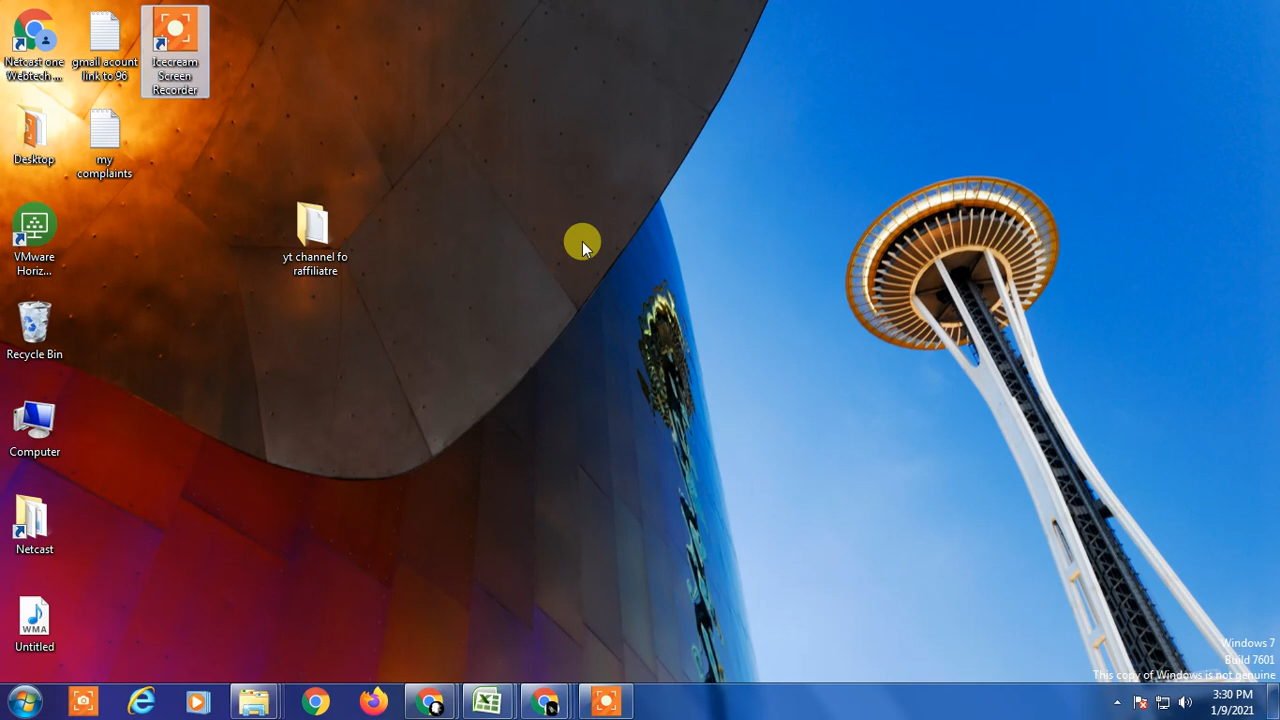 Netcast one
Webtech ...
gmail acount
link to 96
Icecream
Screen
Recorder
Desktop
my
complaints
VMware
Horiz...
yt channel fo
raffiliatre
Recycle Bin
Computer
Netcast
WMA
Untitled
Windows 7
Build 7601
This copy of Windows is not genuine
3:30 PM
1/9/2021